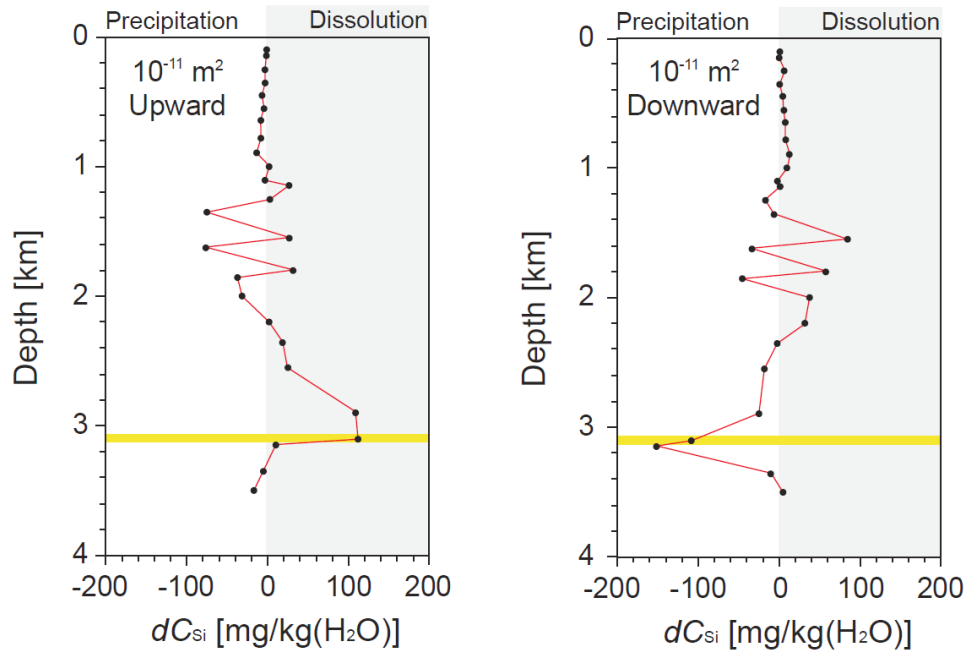 Precipitation Dissolution
0
10⁻¹¹ m²
Upward
1
2
3
4
Depth [km]
-200 -100 0 100 200
dC_Si [mg/kg(H₂O)]
Precipitation Dissolution
0
10⁻¹¹ m²
Downward
1
2
3
4
Depth [km]
-200 -100 0 100 200
dC_Si [mg/kg(H₂O)]